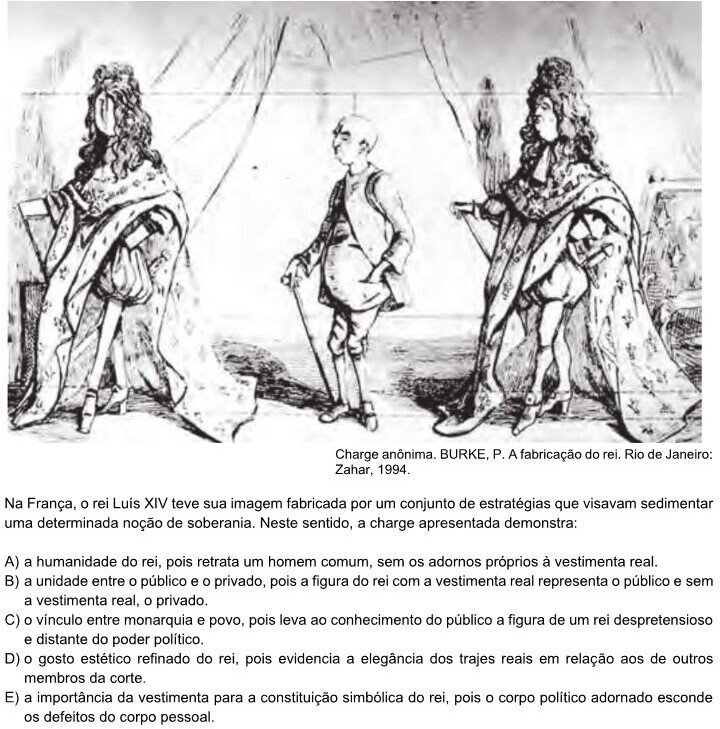 Charge anônima. BURKE, P. A fabricação do rei. Rio de Janeiro:
Zahar, 1994.
Na França, o rei Luís XIV teve sua imagem fabricada por um conjunto de estratégias que visavam sedimentar
uma determinada noção de soberania. Neste sentido, a charge apresentada demonstra:
A) a humanidade do rei, pois retrata um homem comum, sem os adornos próprios à vestimenta real.
B) a unidade entre o público e o privado, pois a figura do rei com a vestimenta real representa o público e sem
a vestimenta real, o privado.
C) o vínculo entre monarquia e povo, pois leva ao conhecimento do público a figura de um rei despretensioso
e distante do poder político.
D) o gosto estético refinado do rei, pois evidencia a elegância dos trajes reais em relação aos de outros
membros da corte.
E) a importância da vestimenta para a constituição simbólica do rei, pois o corpo político adornado esconde
os defeitos do corpo pessoal.